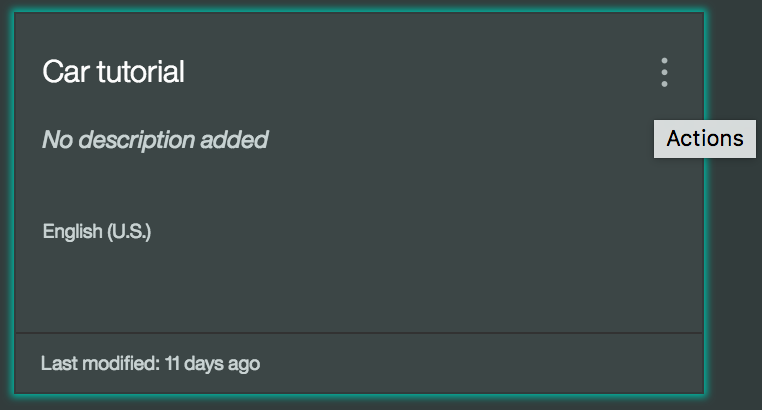 Car tutorial
No description added
Actions
English (U.S.)
Last modified: 11 days ago